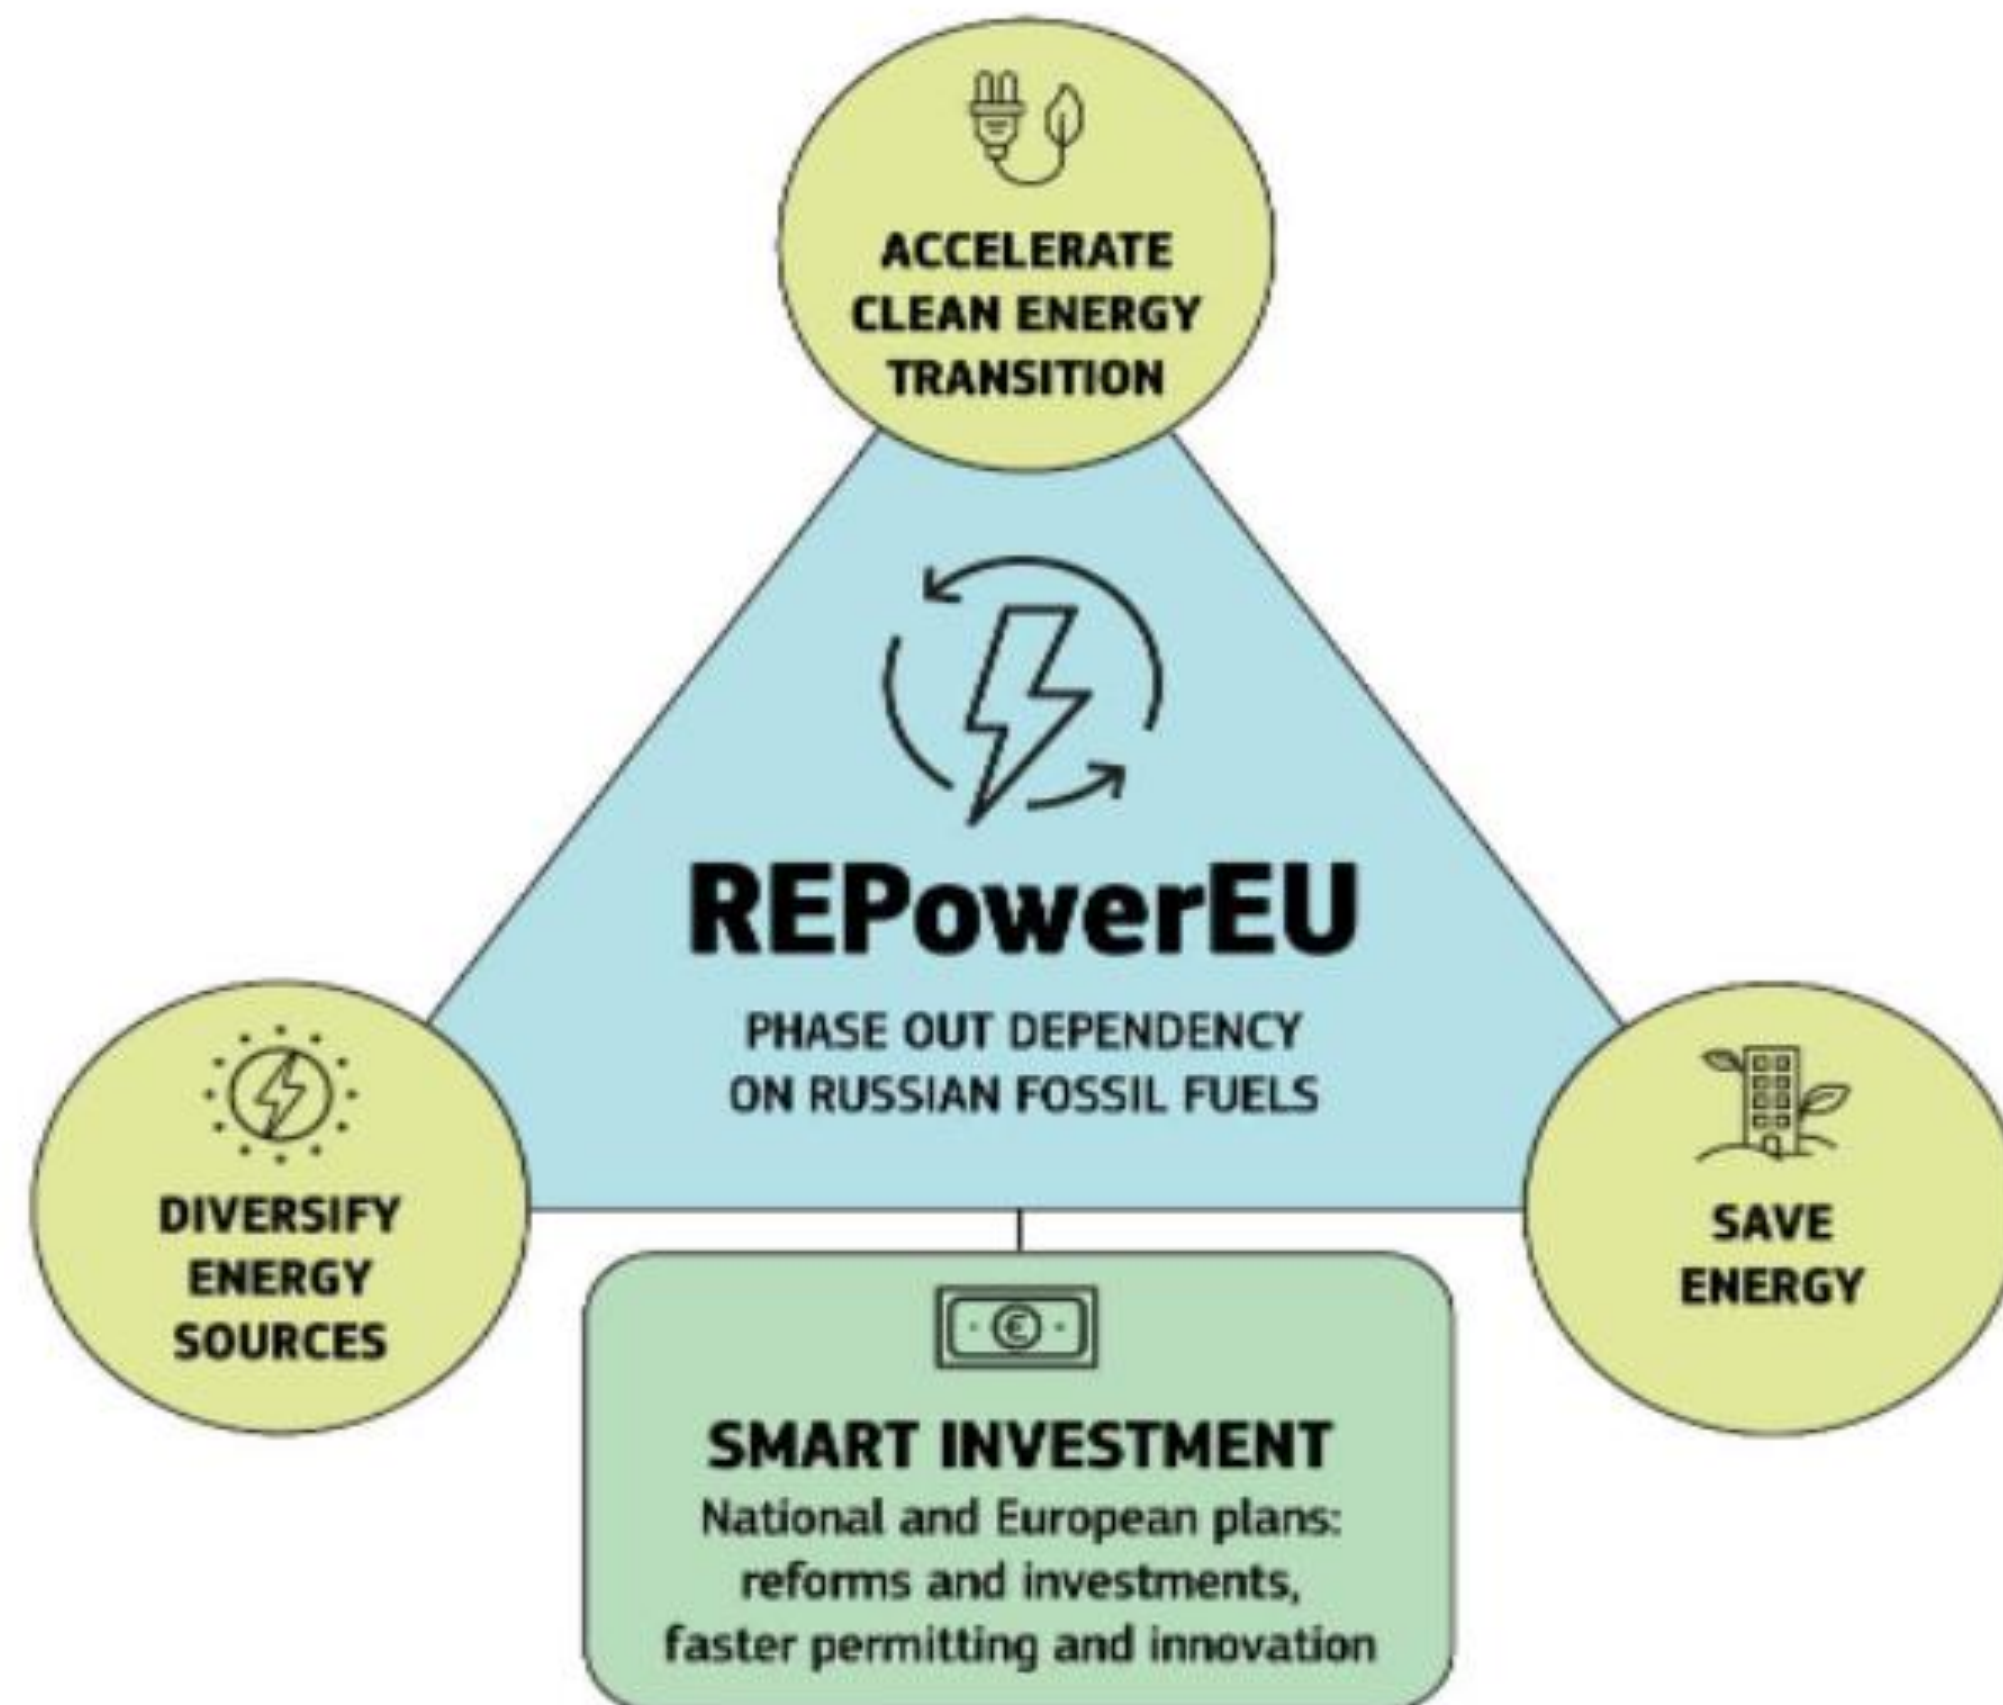 ACCELERATE
CLEAN ENERGY
TRANSITION
REPowerEU
PHASE OUT DEPENDENCY
ON RUSSIAN FOSSIL FUELS
DIVERSIFY
ENERGY
SOURCES
SAVE
ENERGY
€
SMART INVESTMENT
National and European plans:
reforms and investments,
faster permitting and innovation